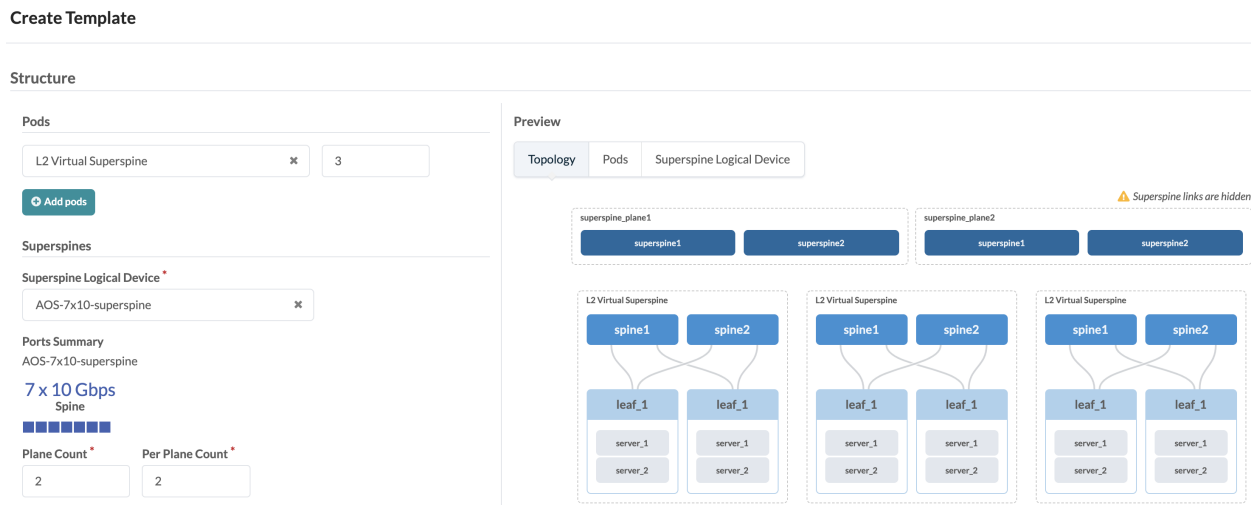 Create Template
Structure
Pods
L2 Virtual Superspine ✖ 3
Add pods
Superspines
Superspine Logical Device *
AOS-7x10-superspine ✖
Ports Summary
AOS-7x10-superspine
7 x 10 Gbps
Spine
Plane Count * Per Plane Count *
2 2
Preview
Topology Pods Superspine Logical Device
Superspine links are hidden
superspine_plane1 superspine_plane2
superspine1 superspine2 superspine1 superspine2
L2 Virtual Superspine L2 Virtual Superspine L2 Virtual Superspine
spine1 spine2 spine1 spine2 spine1 spine2
leaf_1 leaf_1 leaf_1 leaf_1 leaf_1 leaf_1
server_1 server_1 server_1 server_1 server_1 server_1
server_2 server_2 server_2 server_2 server_2 server_2